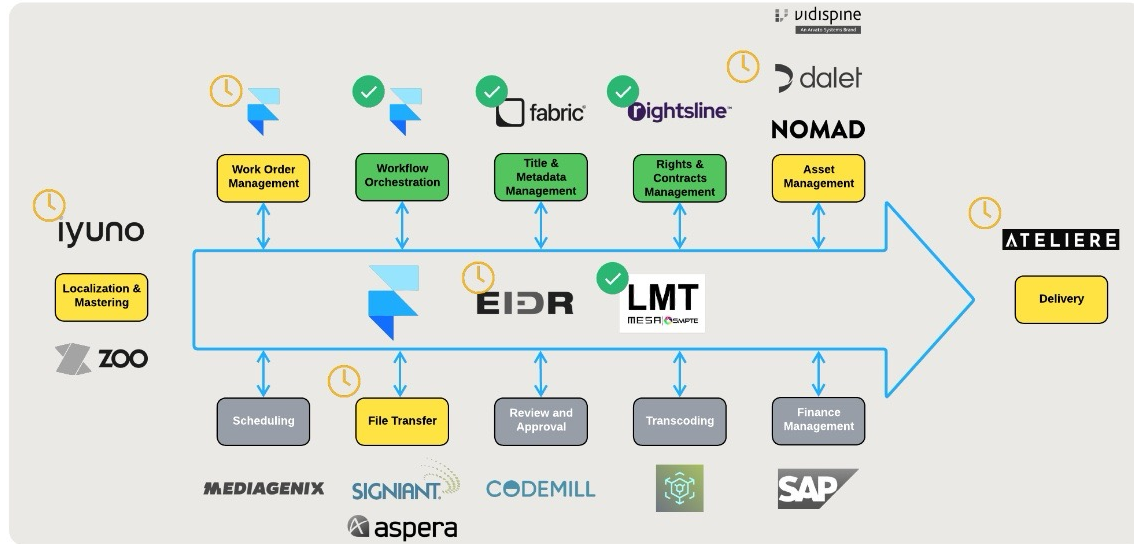 vidispine
An Arvato Systems Brand
dalet
fabric
rightsline™
NOMAD
Work Order
Management
Workflow
Orchestration
Title &
Metadata
Management
Rights &
Contracts
Management
Asset
Management
iyuno
ATELIERE
Localization &
Mastering
EIDR
LMT
MESA SMPTE
Delivery
ZOO
Scheduling
File Transfer
Review and
Approval
Transcoding
Finance
Management
MEDIAGENIX
SIGNIANT
CODEMILL
SAP
aspera